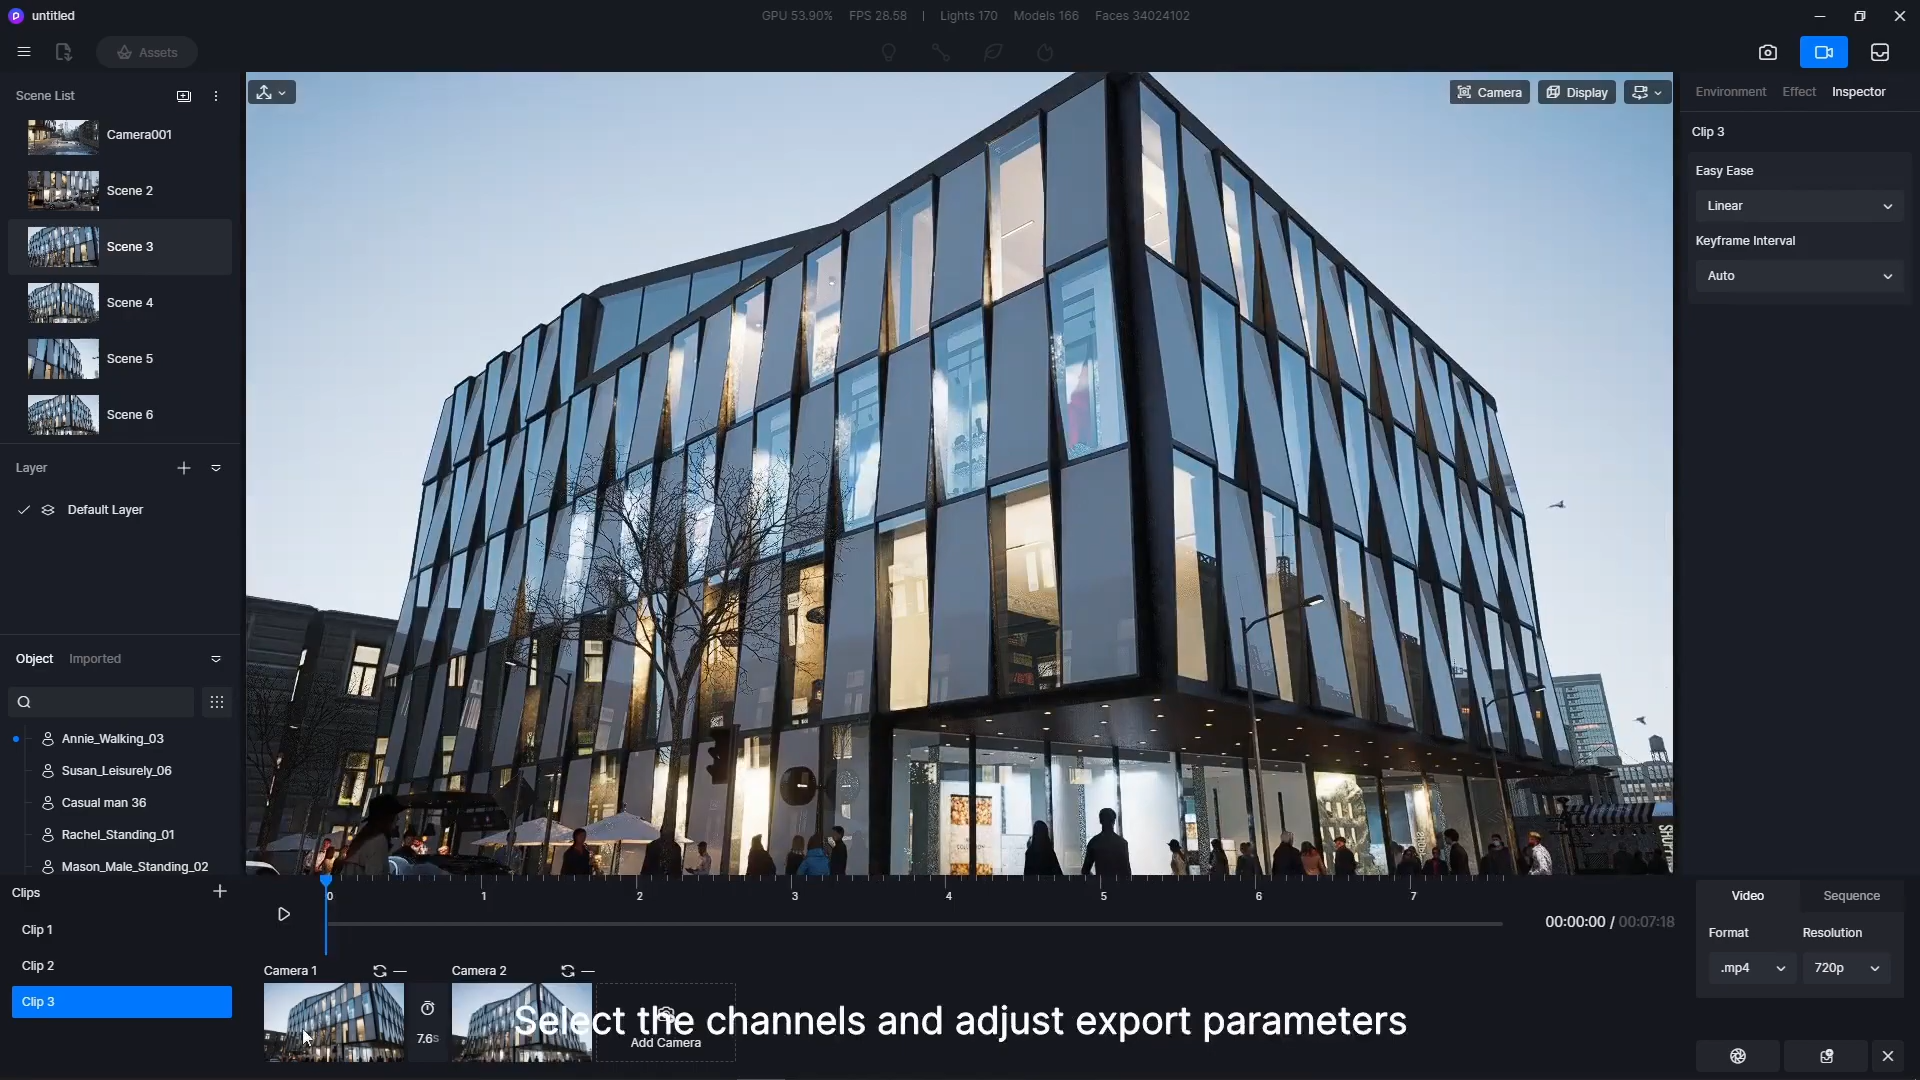 untitled
GPU 53.90% FPS 28.58 | Lights 170 Models 166 Faces 34024102
Assets
Scene List
Camera001
Scene 2
Scene 3
Scene 4
Scene 5
Scene 6
Layer
Default Layer
Object Imported
Annie_Walking_03
Susan_Leisurely_06
Casual man 36
Rachel_Standing_01
Mason_Male_Standing_02
Camera Display
Environment Effect Inspector
Clip 3
Easy Ease
Linear
Keyframe Interval
Auto
Clips
Clip 1
Clip 2
Clip 3
0 1 2 3 4 5 6 7
00:00:00 / 00:07:18
Camera 1
7.6s
Camera 2
Add Camera
Select the channels and adjust export parameters
Video Sequence
Format Resolution
.mp4 720p